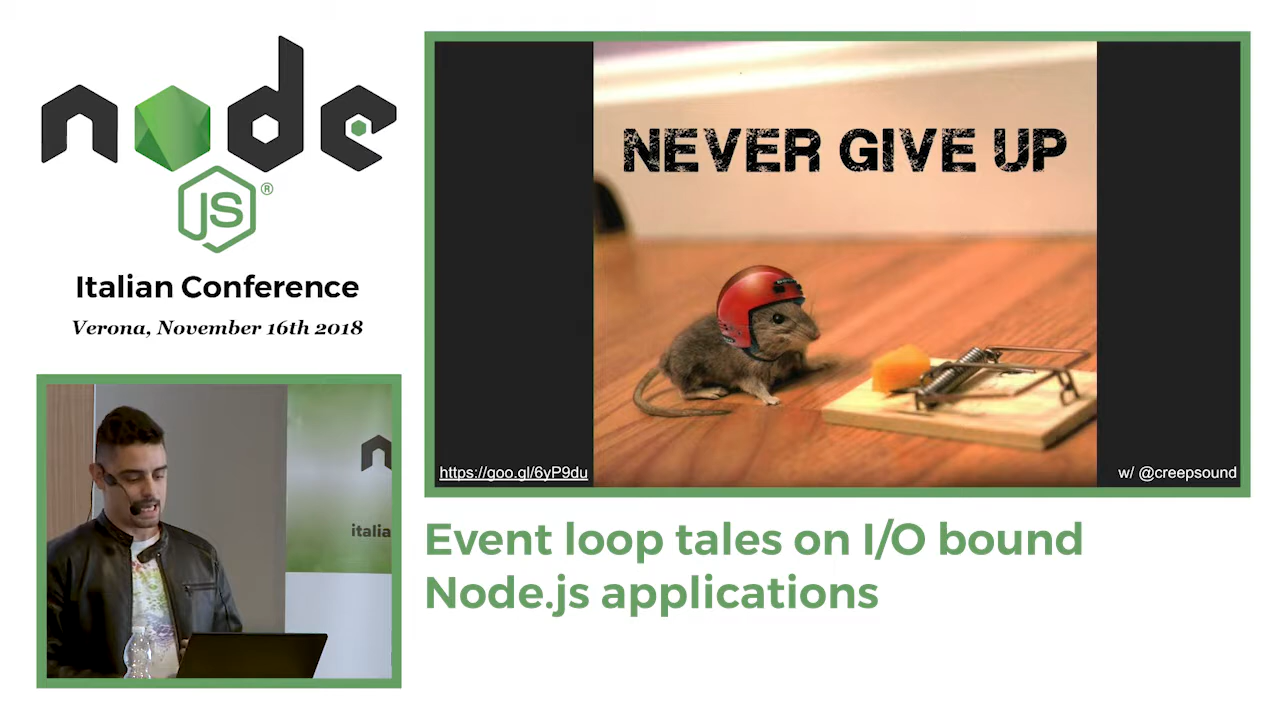 node
JS ®
Italian Conference
Verona, November 16th 2018
NEVER GIVE UP
https://goo.gl/6yP9du
w/ @creepsound
italia
Event loop tales on I/O bound
Node.js applications